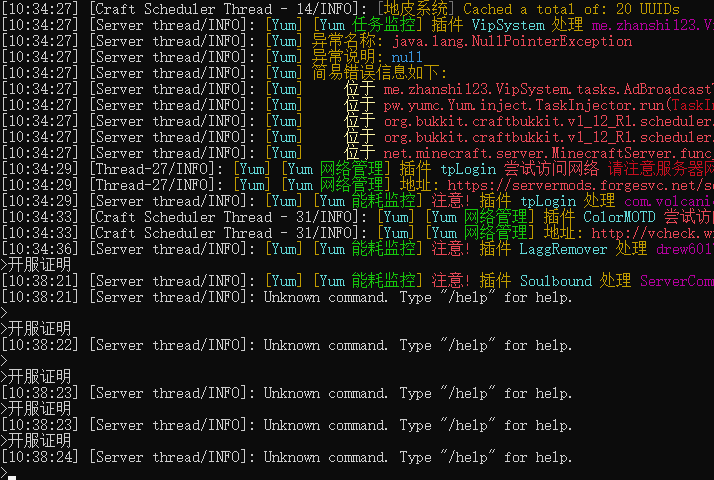 [10:34:27] [Craft Scheduler Thread - 14/INFO]: [地皮系统] Cached a total of: 20 UUIDs
[10:34:27] [Server thread/INFO]: [Yum] [Yum 任务监控] 插件 VipSystem 处理 me.zhanshi123.V
[10:34:27] [Server thread/INFO]: [Yum] 异常名称: java.lang.NullPointerException
[10:34:27] [Server thread/INFO]: [Yum] 异常说明: null
[10:34:27] [Server thread/INFO]: [Yum] 简易错误信息如下:
[10:34:27] [Server thread/INFO]: [Yum] 位于 me.zhanshi123.VipSystem.tasks.AdBroadcast
[10:34:27] [Server thread/INFO]: [Yum] 位于 pw.yumc.Yum.inject.TaskInjector.run(TaskIn
[10:34:27] [Server thread/INFO]: [Yum] 位于 org.bukkit.craftbukkit.v1_12_R1.scheduler.
[10:34:27] [Server thread/INFO]: [Yum] 位于 org.bukkit.craftbukkit.v1_12_R1.scheduler.
[10:34:27] [Server thread/INFO]: [Yum] 位于 net.minecraft.server.MinecraftServer.func_
[10:34:29] [Thread-27/INFO]: [Yum] [Yum 网络管理] 插件 tpLogin 尝试访问网络 请注意服务器网
[10:34:29] [Thread-27/INFO]: [Yum] [Yum 网络管理] 地址: https://servermods.forgesvc.net/s
[10:34:29] [Server thread/INFO]: [Yum] [Yum 能耗监控] 注意! 插件 tpLogin 处理 com.volcani
[10:34:33] [Craft Scheduler Thread - 31/INFO]: [Yum] [Yum 网络管理] 插件 ColorMOTD 尝试访
[10:34:33] [Craft Scheduler Thread - 31/INFO]: [Yum] [Yum 网络管理] 地址: http://vcheck.w
[10:34:36] [Server thread/INFO]: [Yum] [Yum 能耗监控] 注意! 插件 LaggRemover 处理 drew6017
>开服证明
[10:38:21] [Server thread/INFO]: [Yum] [Yum 能耗监控] 注意! 插件 Soulbound 处理 ServerCom
[10:38:21] [Server thread/INFO]: Unknown command. Type "/help" for help.
>
>开服证明
[10:38:22] [Server thread/INFO]: Unknown command. Type "/help" for help.
>
>开服证明
[10:38:23] [Server thread/INFO]: Unknown command. Type "/help" for help.
>开服证明
[10:38:23] [Server thread/INFO]: Unknown command. Type "/help" for help.
>开服证明
[10:38:24] [Server thread/INFO]: Unknown command. Type "/help" for help.
>